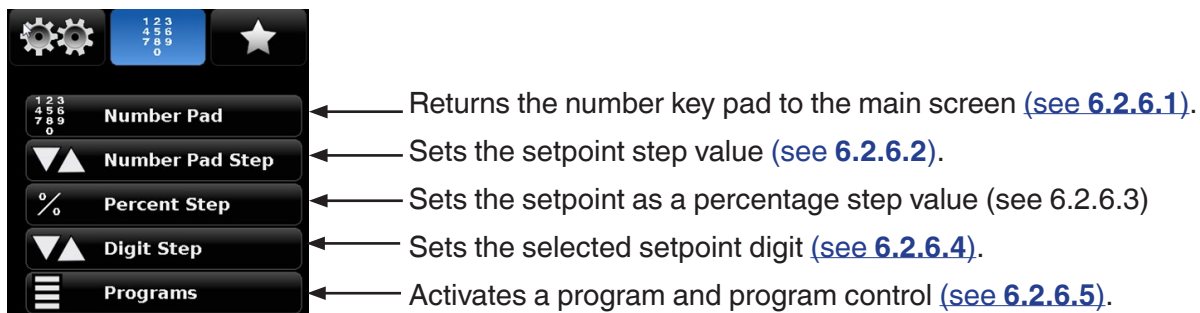 1 2 3
4 5 6
7 8 9
0
1 2 3
4 5 6
7 8 9
0
Number Pad
Returns the number key pad to the main screen (see 6.2.6.1).
Number Pad Step
Sets the setpoint step value (see 6.2.6.2).
% Percent Step
Sets the setpoint as a percentage step value (see 6.2.6.3)
Digit Step
Sets the selected setpoint digit (see 6.2.6.4).
Programs
Activates a program and program control (see 6.2.6.5).